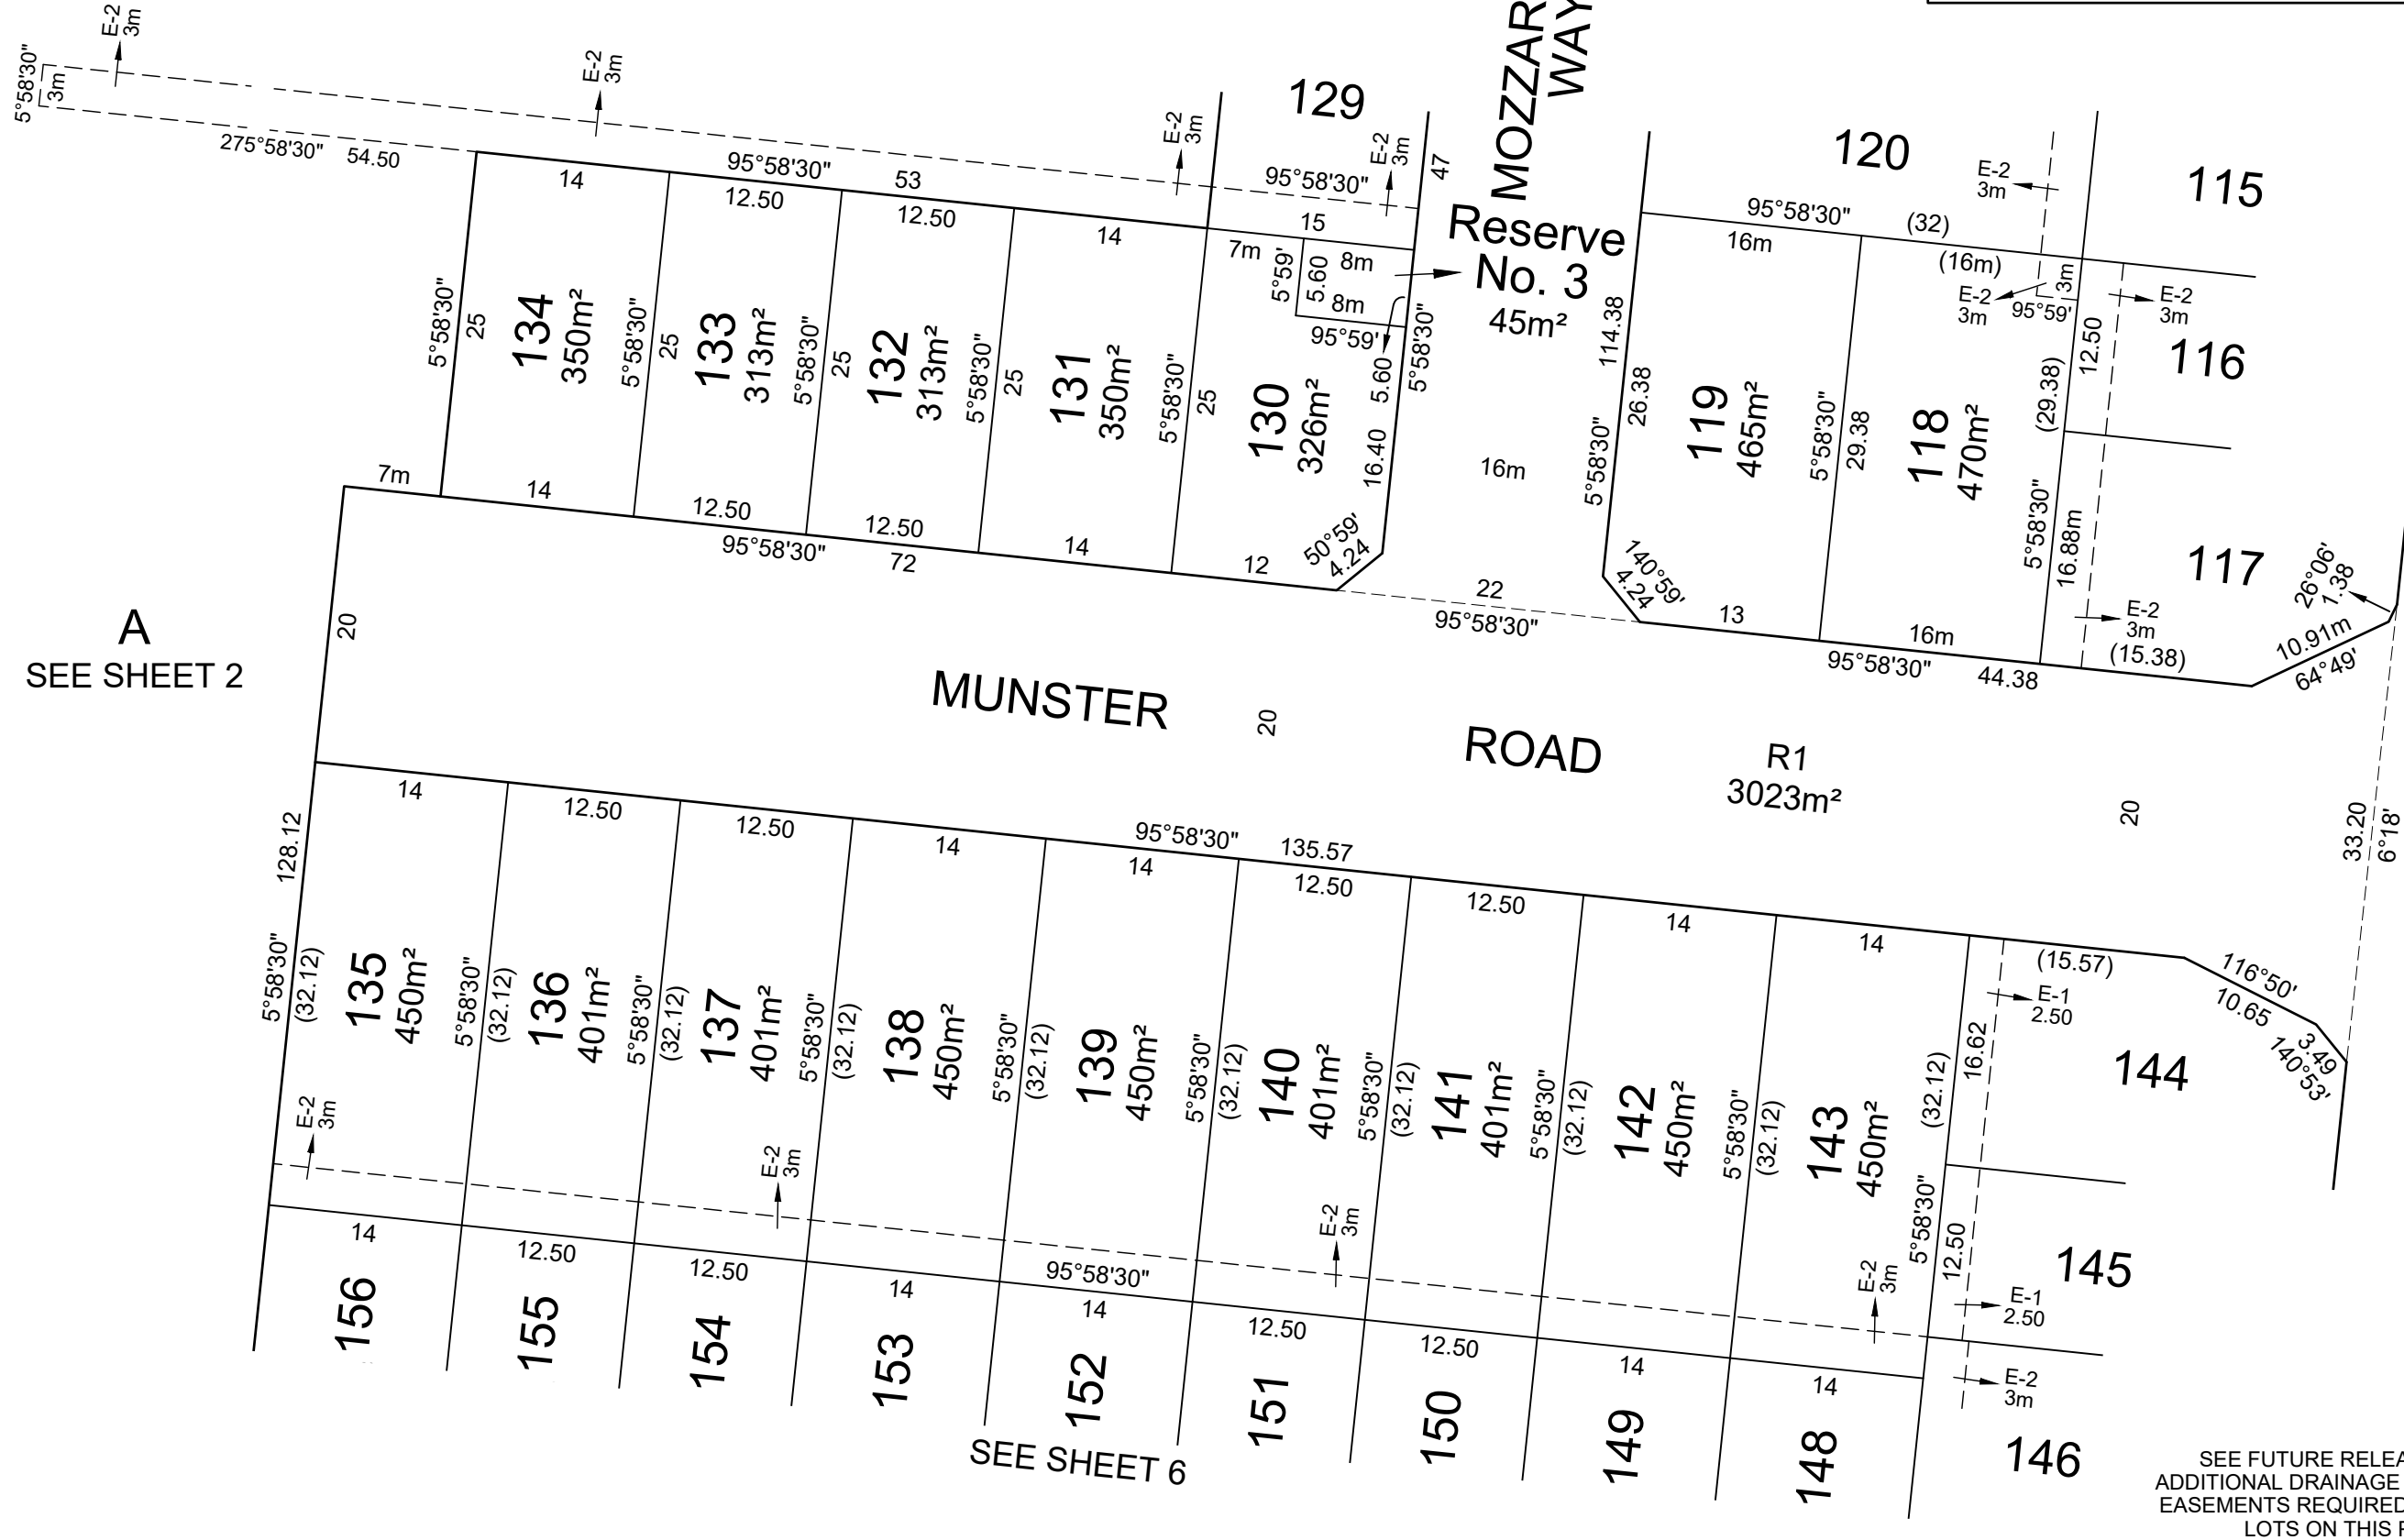 E-2
3m
5°58'30"
3m
275°58'30" 54.50
E-2
3m
E-2
3m
129
E-2
3m
47
95°58'30"
MOZZAR
WAY
120
E-2
3m
115
95°58'30" 53
14
12.50
12.50
14
15
7m
8m
5°59'
5.60
8m
95°59'
Reserve
No. 3
45m²
95°58'30" (32)
16m
(16m)
3m
E-2
3m
95°59'
E-2
3m
116
12.50
(29.38)
5°58'30"
25
134
350m²
5°58'30"
25
133
313m²
5°58'30"
25
132
313m²
5°58'30"
25
131
350m²
5°58'30"
25
130
326m²
5.60
16.40
5°58'30"
16m
114.38
26.38
5°58'30"
119
465m²
5°58'30"
29.38
118
470m²
5°58'30"
16.88m
117
26°06'
1.38
7m
14
12.50
12.50
14
12
50°59'
4.24
95°58'30" 72
22
95°58'30"
140°59'
4.24
13
16m
95°58'30" 44.38
E-2
3m
(15.38)
10.91m
64°49'
A
SEE SHEET 2
20
MUNSTER
20
ROAD
R1
3023m²
20
33.20
6°18'
128.12
5°58'30"
14
12.50
12.50
14
95°58'30" 135.57
14
12.50
12.50
14
14
(15.57)
116°50'
10.65
3.49
140°53'
(32.12)
135
450m²
5°58'30"
(32.12)
136
401m²
5°58'30"
(32.12)
137
401m²
5°58'30"
(32.12)
138
450m²
5°58'30"
(32.12)
139
450m²
5°58'30"
(32.12)
140
401m²
5°58'30"
(32.12)
141
401m²
5°58'30"
(32.12)
142
450m²
5°58'30"
(32.12)
143
450m²
(32.12)
16.62
E-1
2.50
144
5°58'30"
12.50
145
E-1
2.50
E-2
3m
E-2
3m
E-2
3m
E-2
3m
14
12.50
12.50
14
95°58'30"
14
12.50
12.50
14
14
E-2
3m
156
155
154
153
152
151
150
149
148
146
SEE SHEET 6
SEE FUTURE RELEA
ADDITIONAL DRAINAGE
EASEMENTS REQUIRED
LOTS ON THIS P